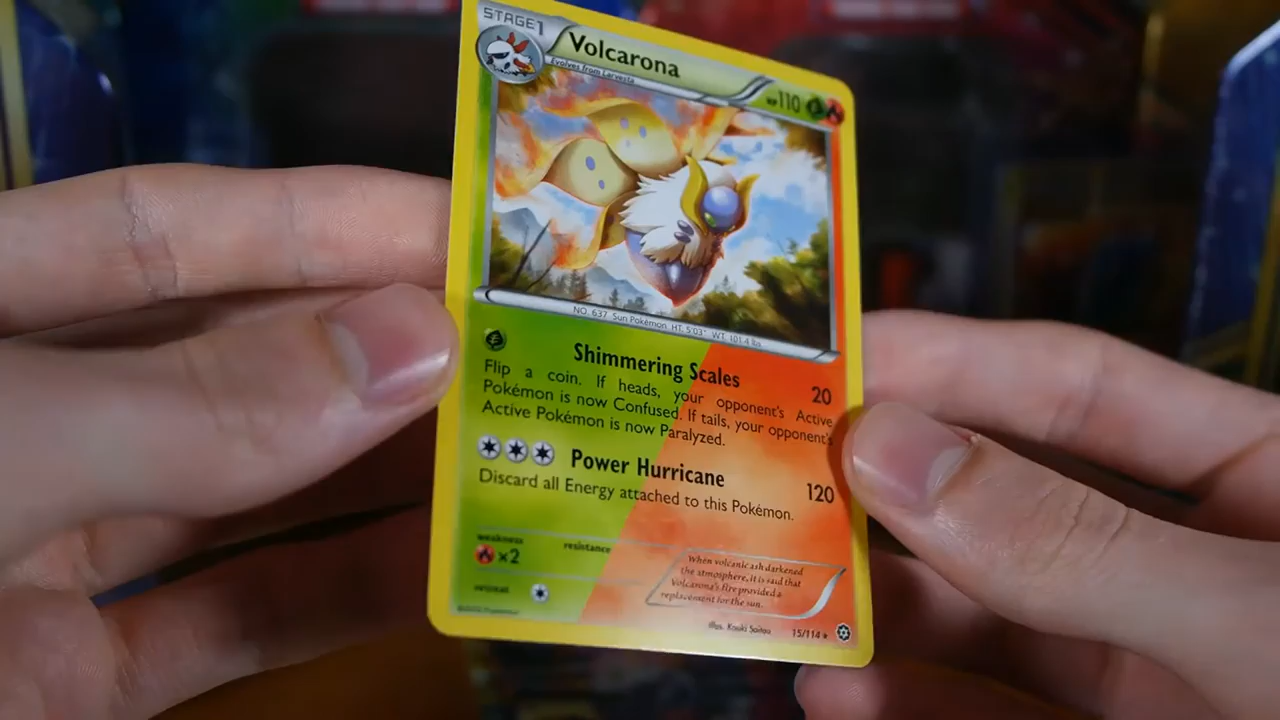 STAGE1
Volcarona
Evolves from Larvesta
HP110
NO. 637 Sun Pokémon HT. 5'03" WT. 101.4 lbs.
Shimmering Scales 20
Flip a coin. If heads, your opponent's Active
Pokémon is now Confused. If tails, your opponent's
Active Pokémon is now Paralyzed.
Power Hurricane 120
Discard all Energy attached to this Pokémon.
weakness
×2
resistance
retreat
When volcanic ash darkened
the atmosphere, it is said that
Volcarona's fire provided a
replacement for the sun.
illus. Kouki Saitou
15/114 ★